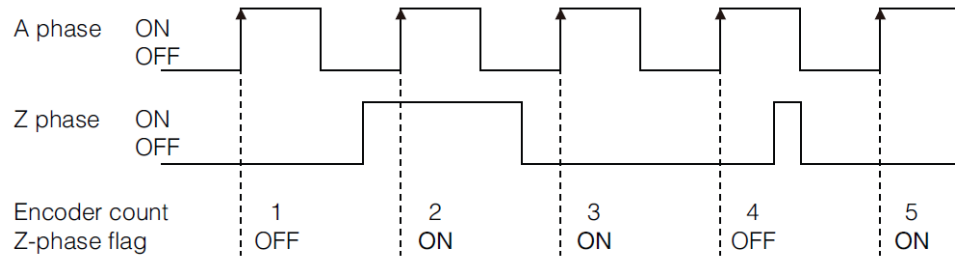 A phase ON
OFF
Z phase ON
OFF
Encoder count 1 2 3 4 5
Z-phase flag OFF ON ON OFF ON